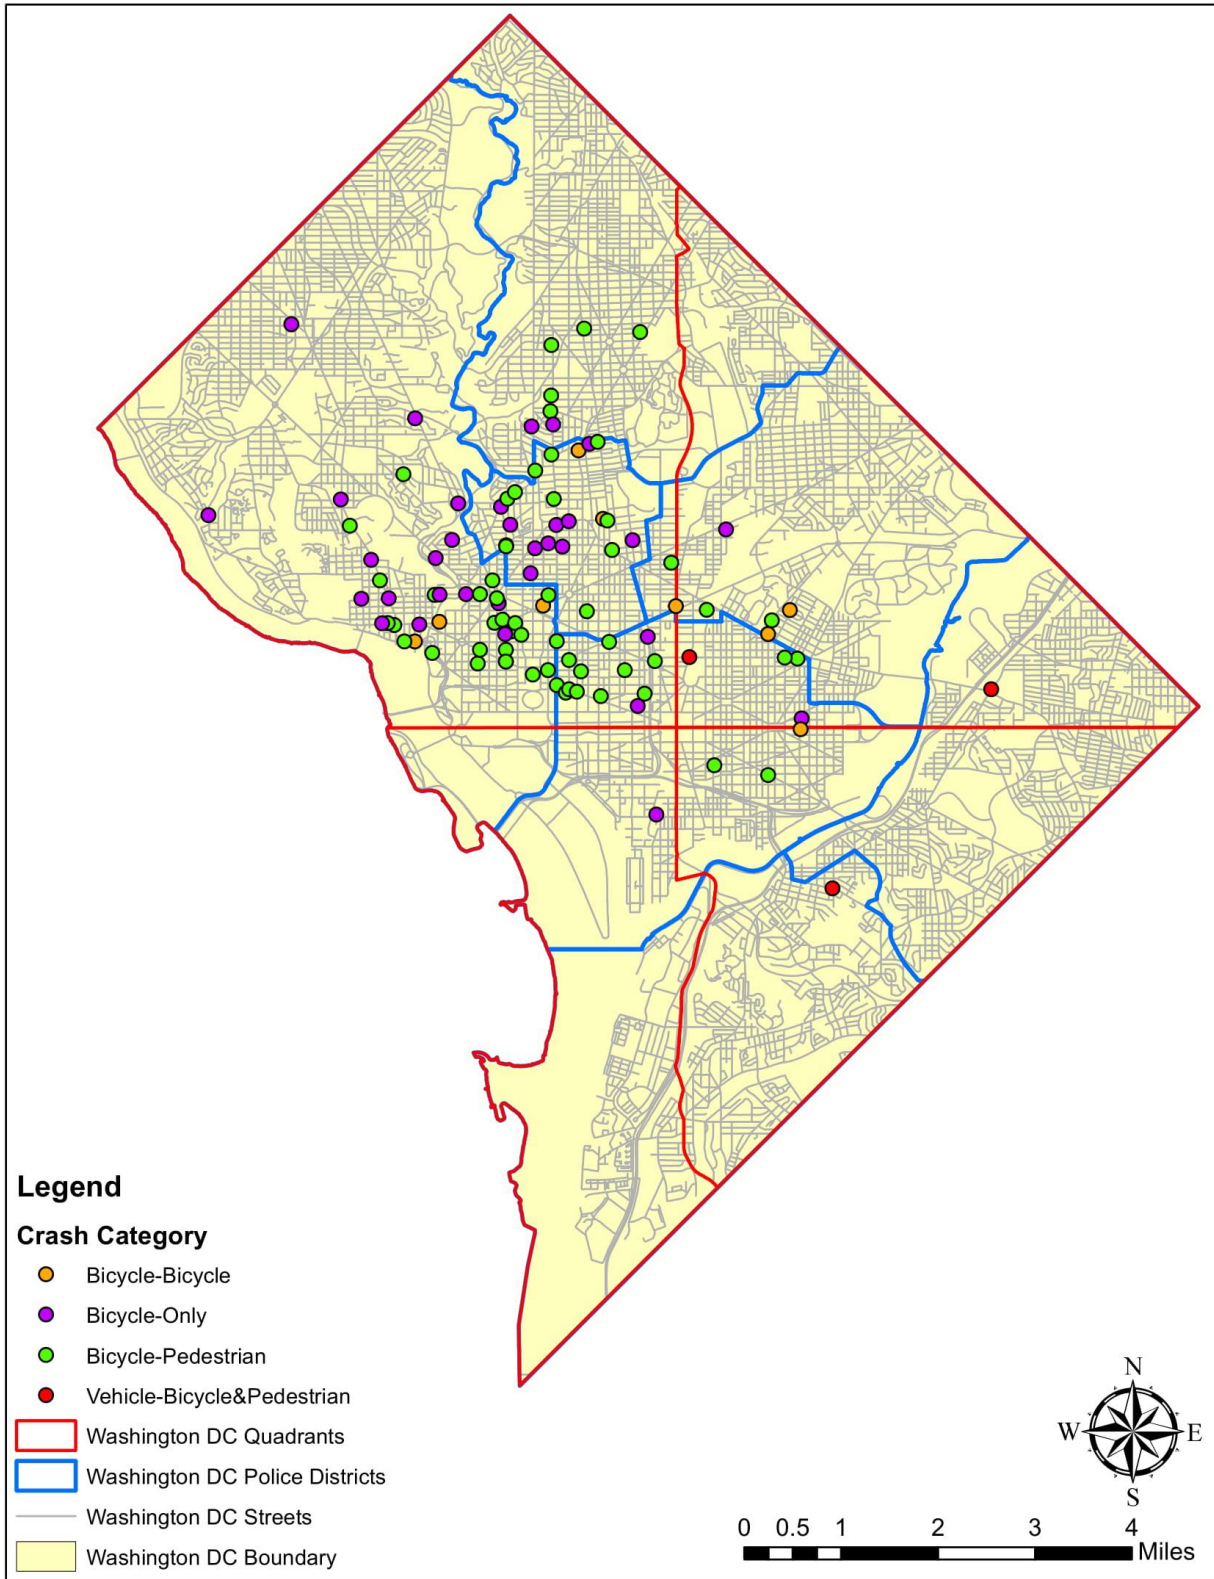 Legend
Crash Category
Bicycle-Bicycle
Bicycle-Only
Bicycle-Pedestrian
Vehicle-Bicycle&Pedestrian
Washington DC Quadrants
Washington DC Police Districts
Washington DC Streets
Washington DC Boundary
N
W E
S
0 0.5 1 2 3 4
Miles